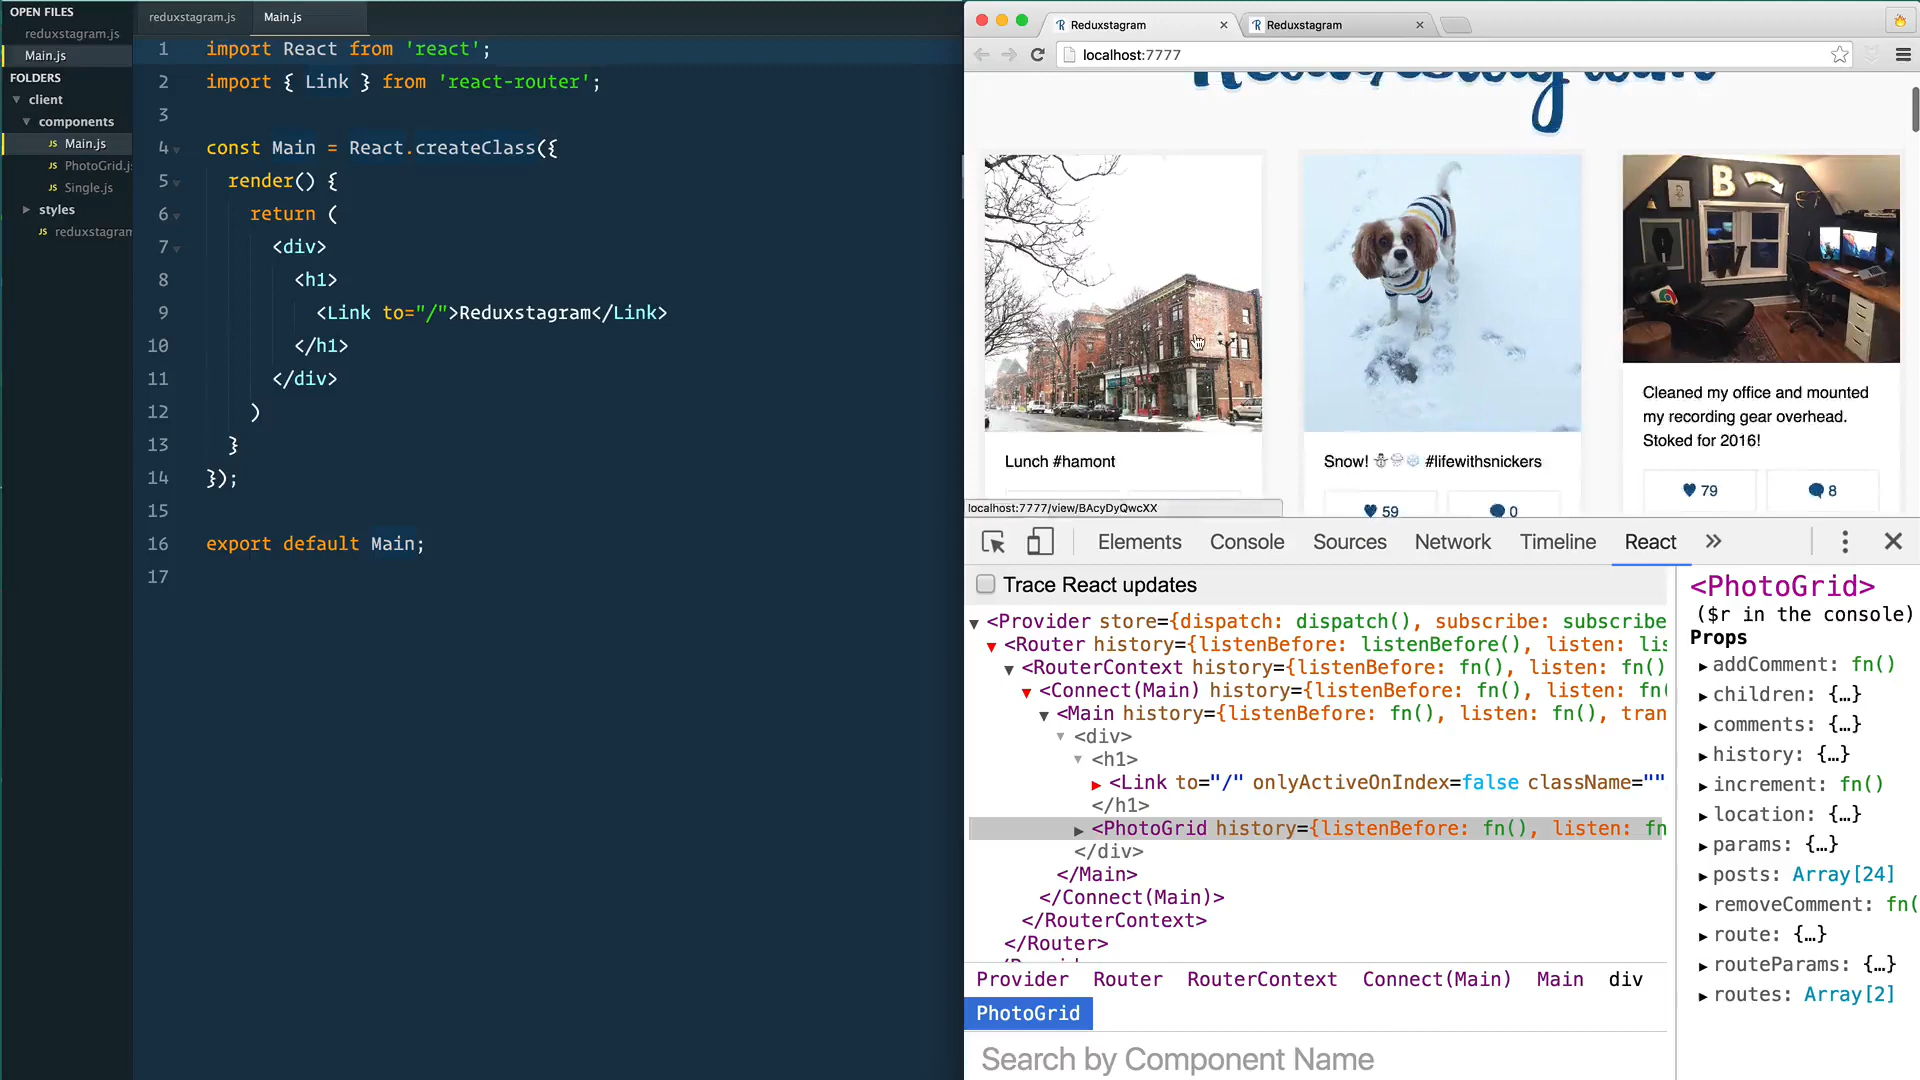 OPEN FILES
reduxstagram.js
Main.js
FOLDERS
client
components
JS Main.js
JS PhotoGrid.js
JS Single.js
styles
JS reduxstagram
reduxstagram.js
Main.js
1 import React from 'react';
2 import { Link } from 'react-router';
3
4 const Main = React.createClass({
5 render() {
6 return (
7 <div>
8 <h1>
9 <Link to="/">Reduxstagram</Link>
10 </h1>
11 </div>
12 )
13 }
14 });
15
16 export default Main;
17
R Reduxstagram
R Reduxstagram
localhost:7777
Reduxstagram
B
Lunch #hamont
Snow! ⛄🌨❄ #lifewithsnickers
Cleaned my office and mounted
my recording gear overhead.
Stoked for 2016!
59
0
79
8
localhost:7777/view/BAcyDyQwcXX
Elements Console Sources Network Timeline React »
Trace React updates
<Provider store={dispatch: dispatch(), subscribe: subscribe
<Router history={listenBefore: listenBefore(), listen: lis
<RouterContext history={listenBefore: fn(), listen: fn()
<Connect(Main) history={listenBefore: fn(), listen: fn(
<Main history={listenBefore: fn(), listen: fn(), tran
<div>
<h1>
<Link to="/" onlyActiveOnIndex=false className=""
</h1>
<PhotoGrid history={listenBefore: fn(), listen: fn
</div>
</Main>
</Connect(Main)>
</RouterContext>
</Router>
Provider Router RouterContext Connect(Main) Main div
PhotoGrid
Search by Component Name
<PhotoGrid>
($r in the console)
Props
addComment: fn()
children: {…}
comments: {…}
history: {…}
increment: fn()
location: {…}
params: {…}
posts: Array[24]
removeComment: fn(
route: {…}
routeParams: {…}
routes: Array[2]